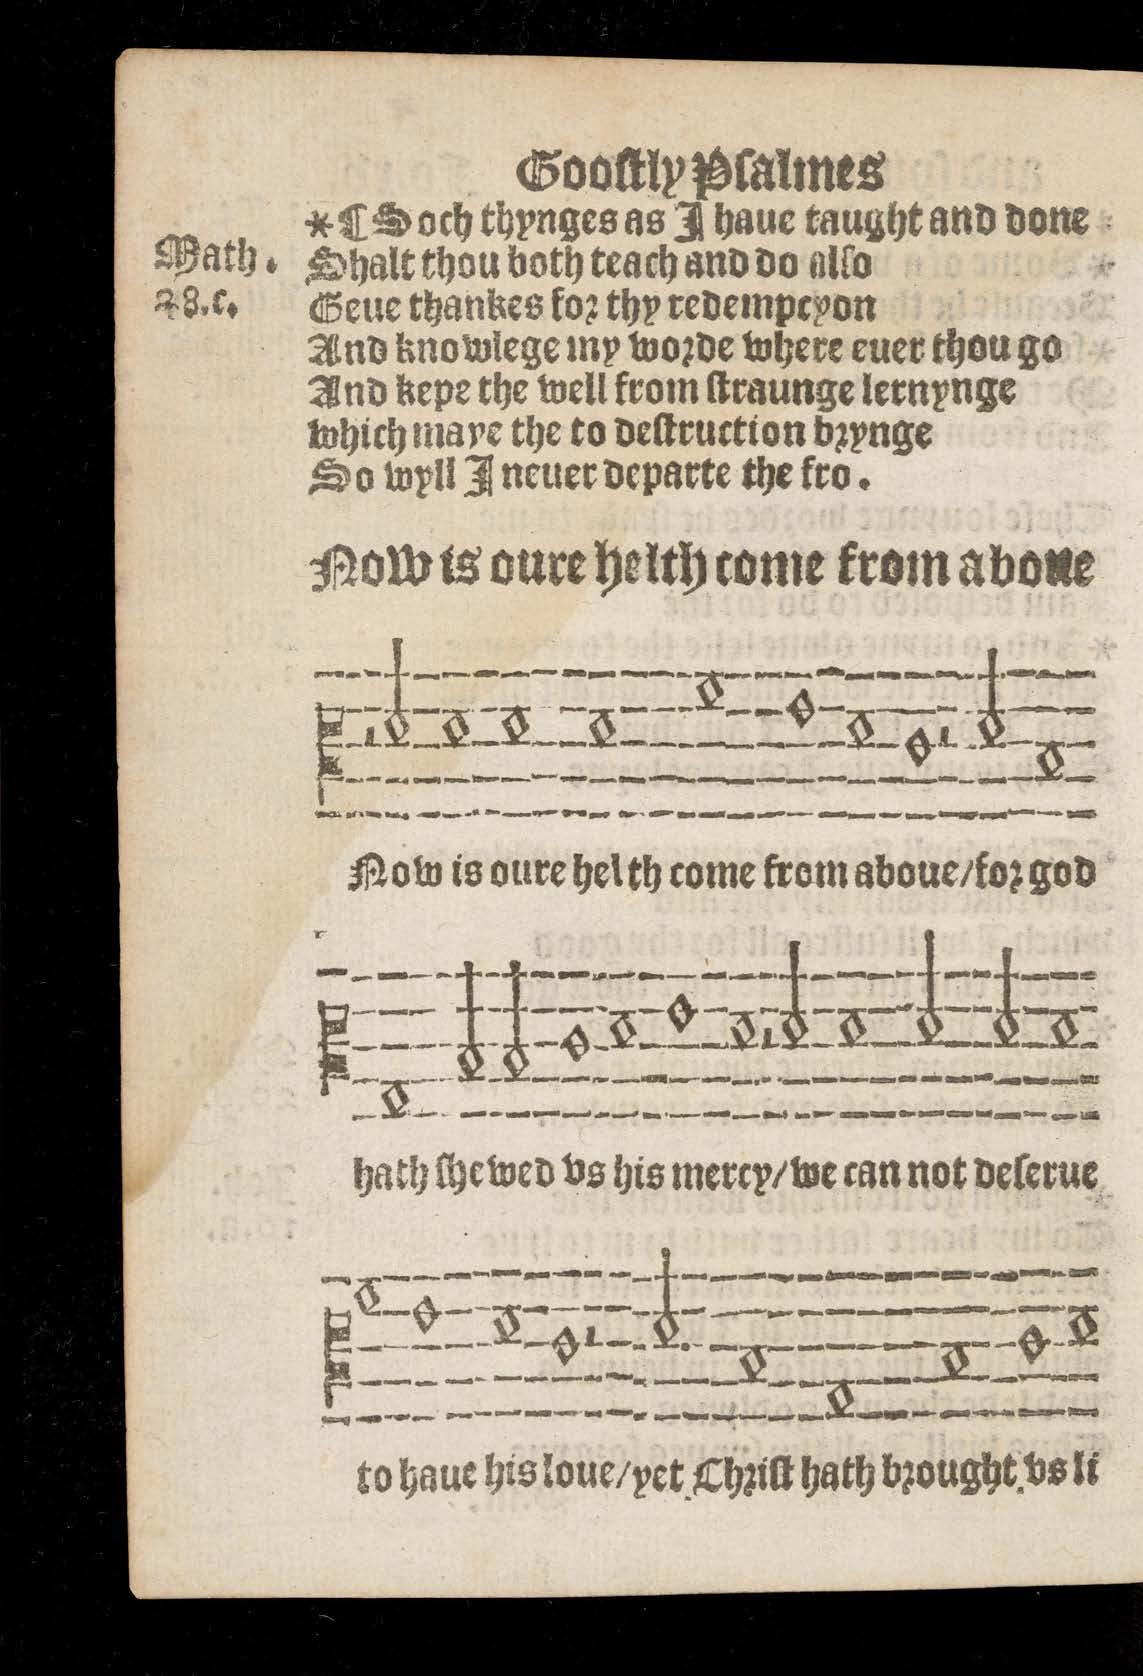 Gooſtly Pſalmes
*¶ Soch thynges as I haue taught and done
Math.
Shalt thou both teach and do alſo
28.c.
Geue thankes for thy redempcyon
And knowlege my worde where euer thou go
And kepe the well from ſtraunge lernynge
which maye the to deſtruction brynge
So wyll I neuer departe the fro.
Now is oure helth come from aboue
Now is oure helth come from aboue/for god
hath ſhewed vs his mercy/we can not deſerue
to haue his loue/yet Chriſt hath brought vs li